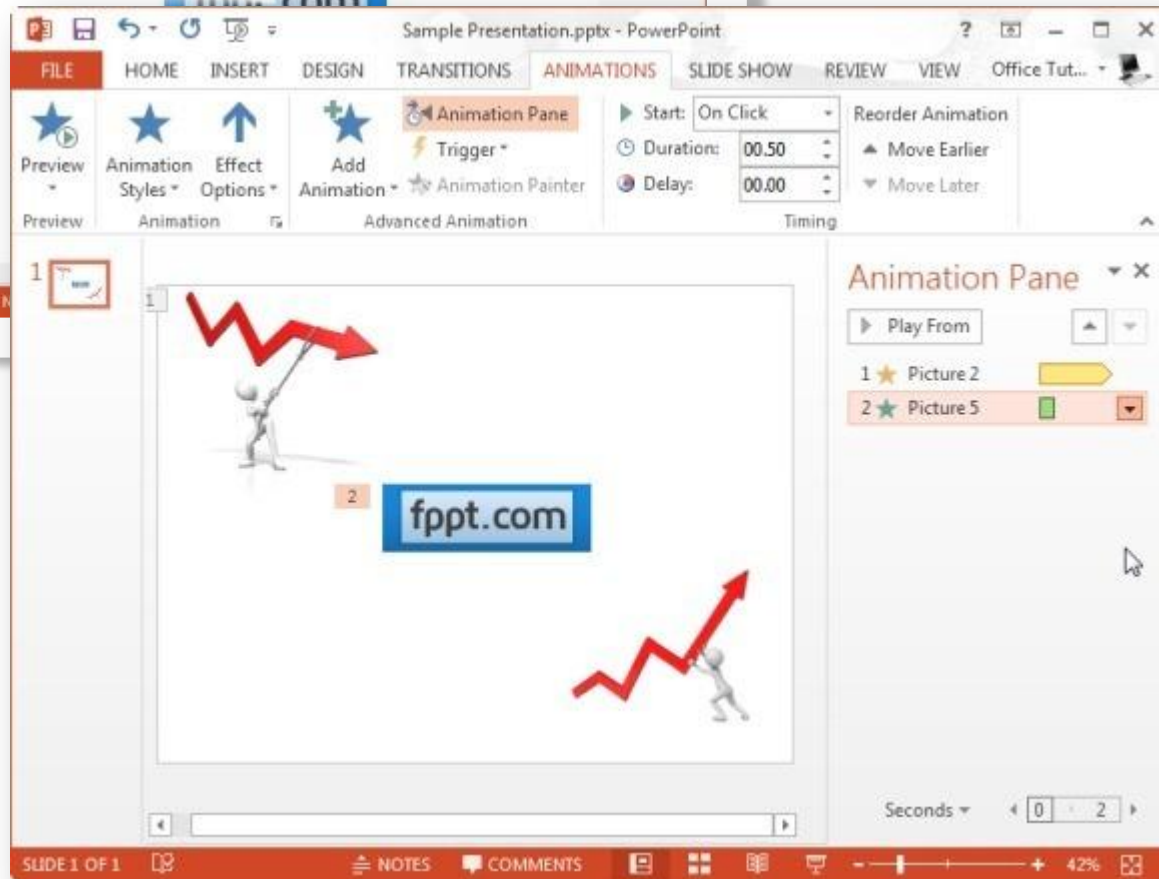 Sample Presentation.pptx - PowerPoint
?
FILE HOME INSERT DESIGN TRANSITIONS ANIMATIONS SLIDE SHOW REVIEW VIEW Office Tut...
Preview
Animation Styles
Effect Options
Add Animation
Animation Pane
Trigger
Animation Painter
Start: On Click
Duration: 00.50
Delay: 00.00
Reorder Animation
Move Earlier
Move Later
Preview Animation Advanced Animation Timing
1
1
2
fppt.com
Animation Pane
Play From
1 Picture 2
2 Picture 5
Seconds 0 2
SLIDE 1 OF 1 NOTES COMMENTS 42%